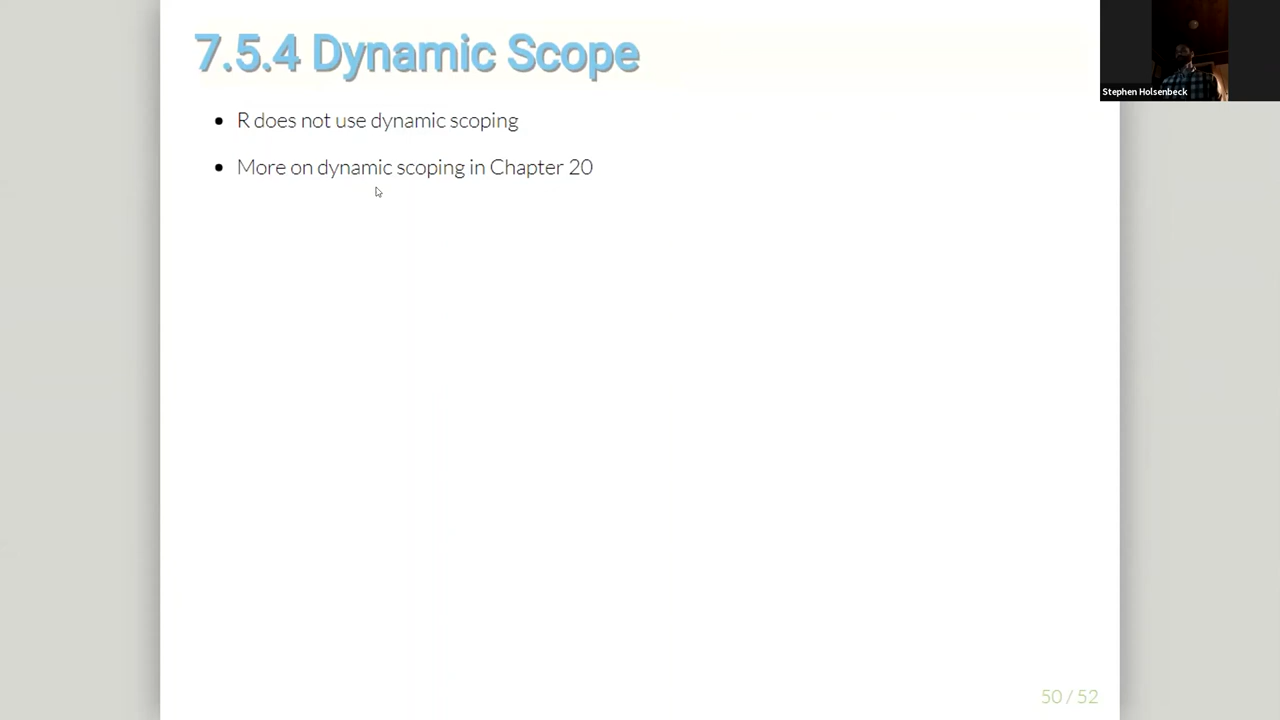 7.5.4 Dynamic Scope
Stephen Holsenbeck
R does not use dynamic scoping
More on dynamic scoping in Chapter 20
50 / 52